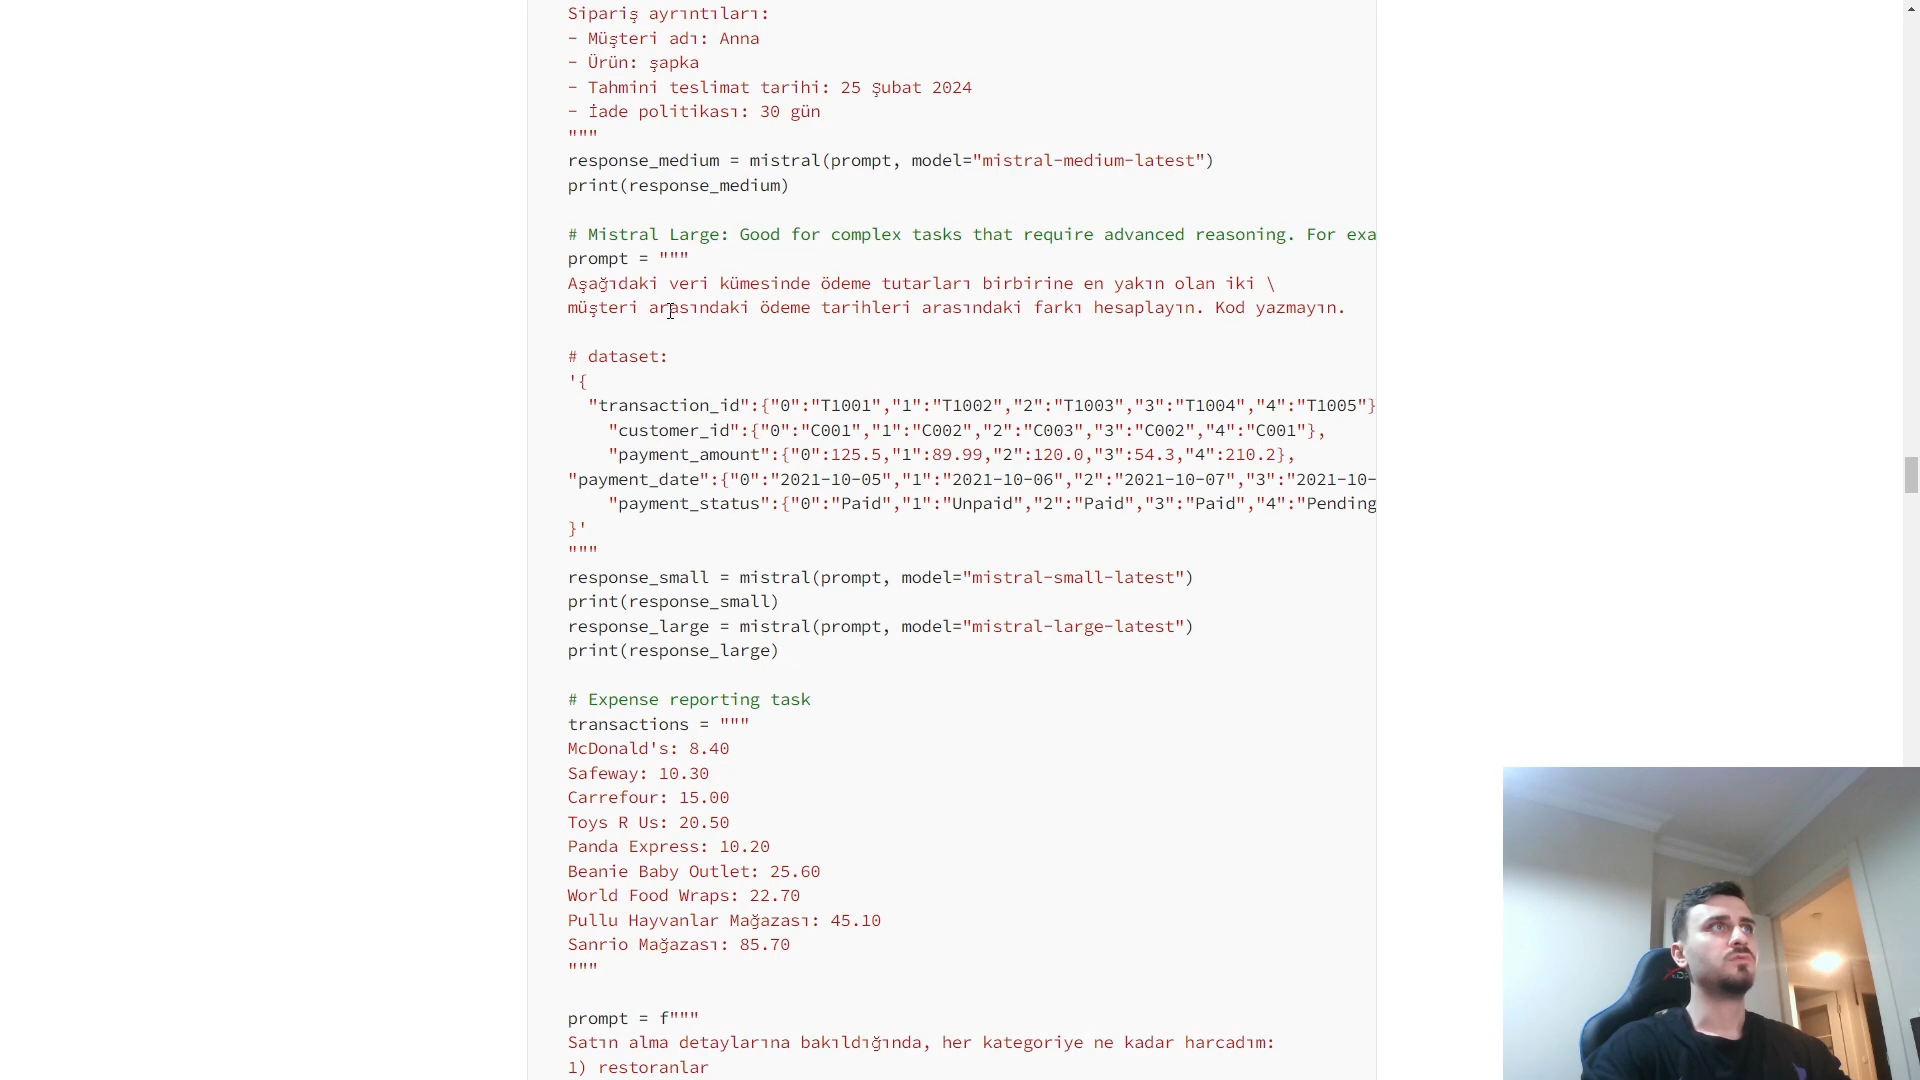 Sipariş ayrıntıları:
- Müşteri adı: Anna
- Ürün: şapka
- Tahmini teslimat tarihi: 25 Şubat 2024
- İade politikası: 30 gün
"""
response_medium = mistral(prompt, model="mistral-medium-latest")
print(response_medium)
# Mistral Large: Good for complex tasks that require advanced reasoning. For exa
prompt = """
Aşağıdaki veri kümesinde ödeme tutarları birbirine en yakın olan iki \
müşteri arasındaki ödeme tarihleri arasındaki farkı hesaplayın. Kod yazmayın.
# dataset:
'{
"transaction_id":{"0":"T1001","1":"T1002","2":"T1003","3":"T1004","4":"T1005"}
"customer_id":{"0":"C001","1":"C002","2":"C003","3":"C002","4":"C001"},
"payment_amount":{"0":125.5,"1":89.99,"2":120.0,"3":54.3,"4":210.2},
"payment_date":{"0":"2021-10-05","1":"2021-10-06","2":"2021-10-07","3":"2021-10-
"payment_status":{"0":"Paid","1":"Unpaid","2":"Paid","3":"Paid","4":"Pending
}'
"""
response_small = mistral(prompt, model="mistral-small-latest")
print(response_small)
response_large = mistral(prompt, model="mistral-large-latest")
print(response_large)
# Expense reporting task
transactions = """
McDonald's: 8.40
Safeway: 10.30
Carrefour: 15.00
Toys R Us: 20.50
Panda Express: 10.20
Beanie Baby Outlet: 25.60
World Food Wraps: 22.70
Pullu Hayvanlar Mağazası: 45.10
Sanrio Mağazası: 85.70
"""
prompt = f"""
Satın alma detaylarına bakıldığında, her kategoriye ne kadar harcadım:
1) restoranlar